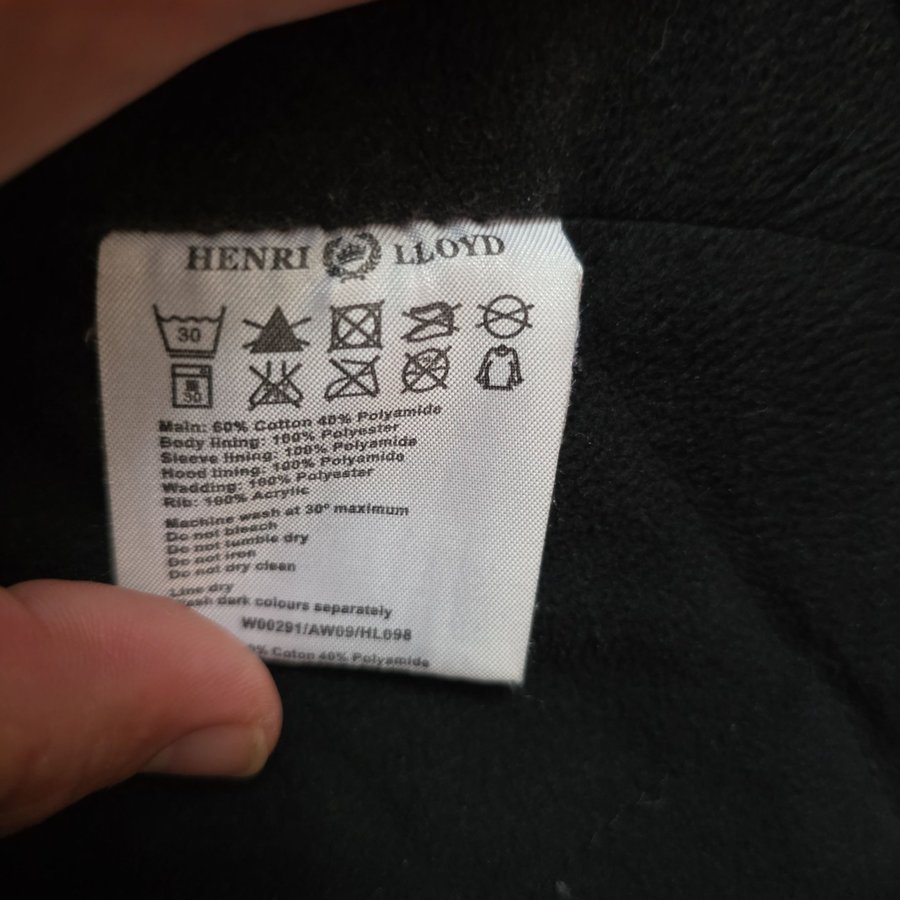 HENRI LLOYD
30
30
Main: 60% Cotton 40% Polyamide
Body lining: 100% Polyester
Sleeve lining: 100% Polyamide
Hood lining: 100% Polyamide
Wadding: 100% Polyester
Rib: 100% Acrylic
Machine wash at 30° maximum
Do not bleach
Do not tumble dry
Do not iron
Do not dry clean
Line dry
dark colours separately
W00291/AW09/HL098
% Coton 40% Polyamide